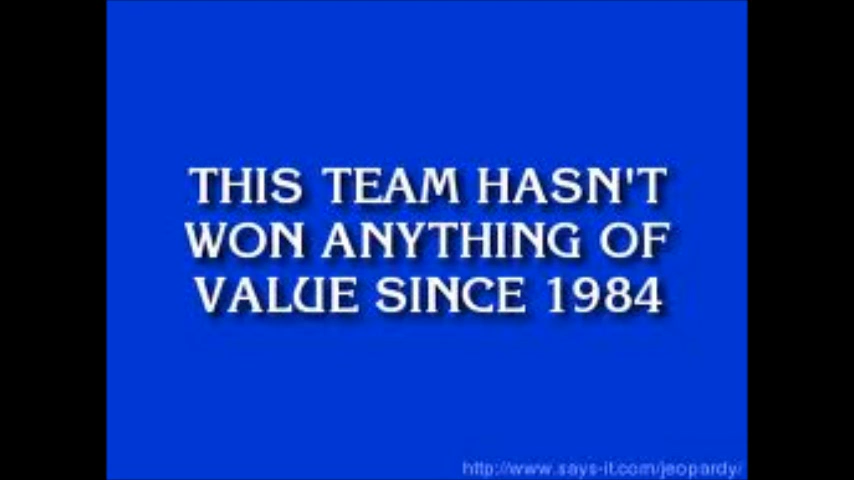 THIS TEAM HASN'T
WON ANYTHING OF
VALUE SINCE 1984
http://www.says-it.com/jeopardy/